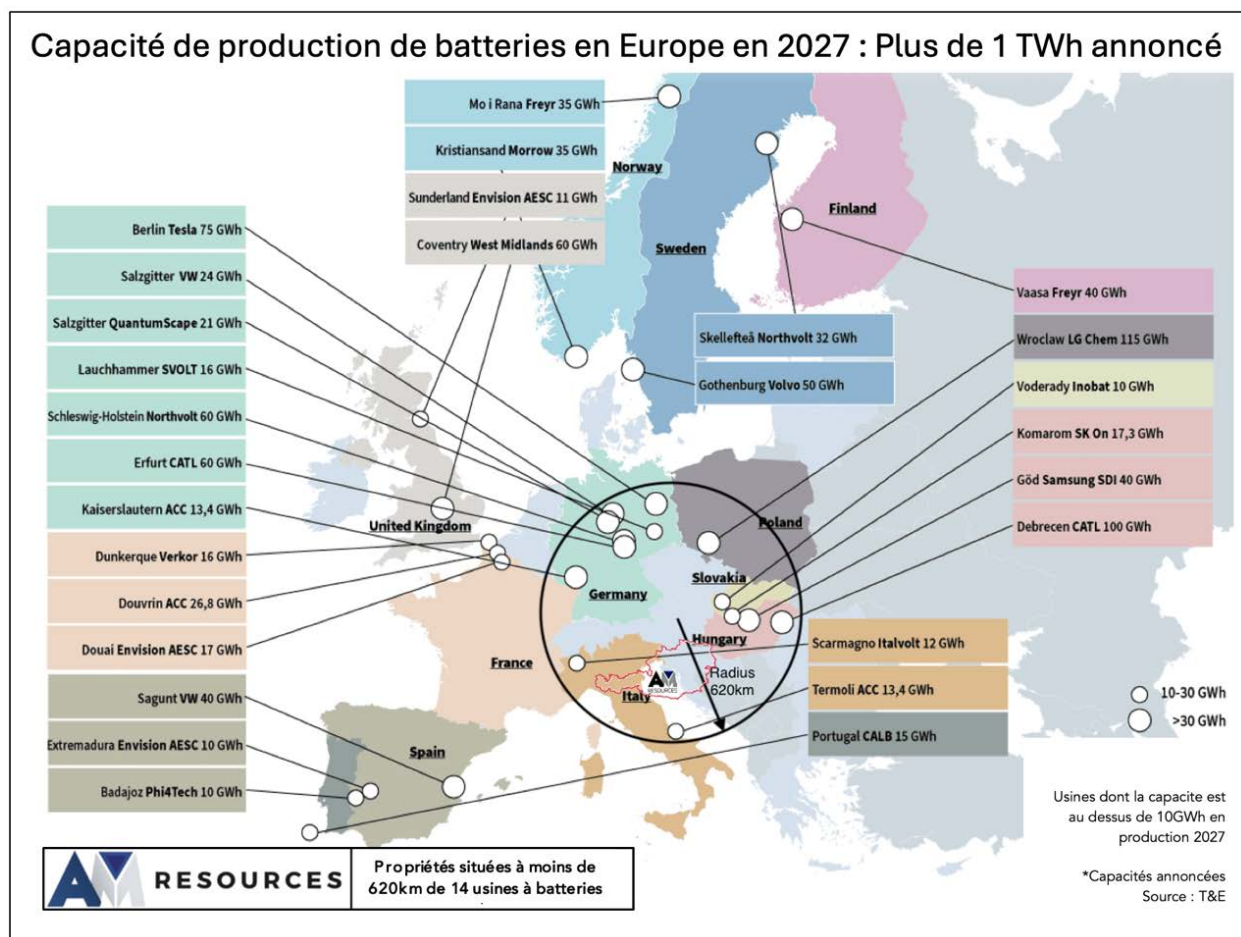 Capacité de production de batteries en Europe en 2027 : Plus de 1 TWh annoncé
Mo i Rana Freyr 35 GWh
Kristiansand Morrow 35 GWh
Sunderland Envision AESC 11 GWh
Coventry West Midlands 60 GWh
Norway
Sweden
Finland
Berlin Tesla 75 GWh
Salzgitter VW 24 GWh
Salzgitter QuantumScape 21 GWh
Lauchhammer SVOLT 16 GWh
Schleswig-Holstein Northvolt 60 GWh
Erfurt CATL 60 GWh
Kaiserslautern ACC 13,4 GWh
Dunkerque Verkor 16 GWh
Douvrin ACC 26,8 GWh
Douai Envision AESC 17 GWh
Sagunt VW 40 GWh
Extremadura Envision AESC 10 GWh
Badajoz Phi4Tech 10 GWh
Skellefteå Northvolt 32 GWh
Gothenburg Volvo 50 GWh
Vaasa Freyr 40 GWh
Wroclaw LG Chem 115 GWh
Voderady Inobat 10 GWh
Komarom SK On 17,3 GWh
Göd Samsung SDI 40 GWh
Debrecen CATL 100 GWh
United Kingdom
Poland
Slovakia
Germany
Hungary
France
Italy
Spain
AM
RESOURCES
Radius
620km
Scarmagno Italvolt 12 GWh
Termoli ACC 13,4 GWh
Portugal CALB 15 GWh
10-30 GWh
>30 GWh
Usines dont la capacite est
au dessus de 10GWh en
production 2027
*Capacités annoncées
Source : T&E
AM RESOURCES
Propriétés situées à moins de
620km de 14 usines à batteries